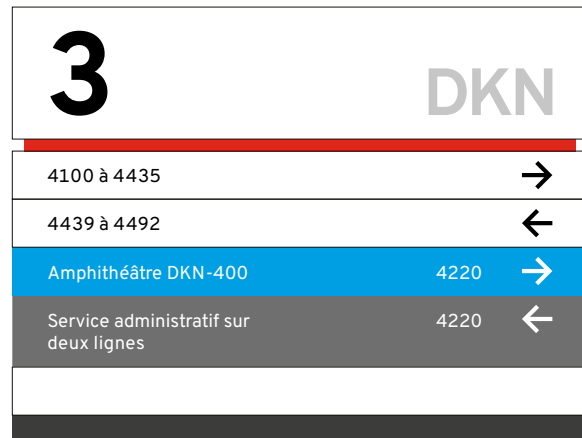 3 DKN
4100 à 4435 →
4439 à 4492 ←
Amphithéâtre DKN-400 4220 →
Service administratif sur 4220 ←
deux lignes